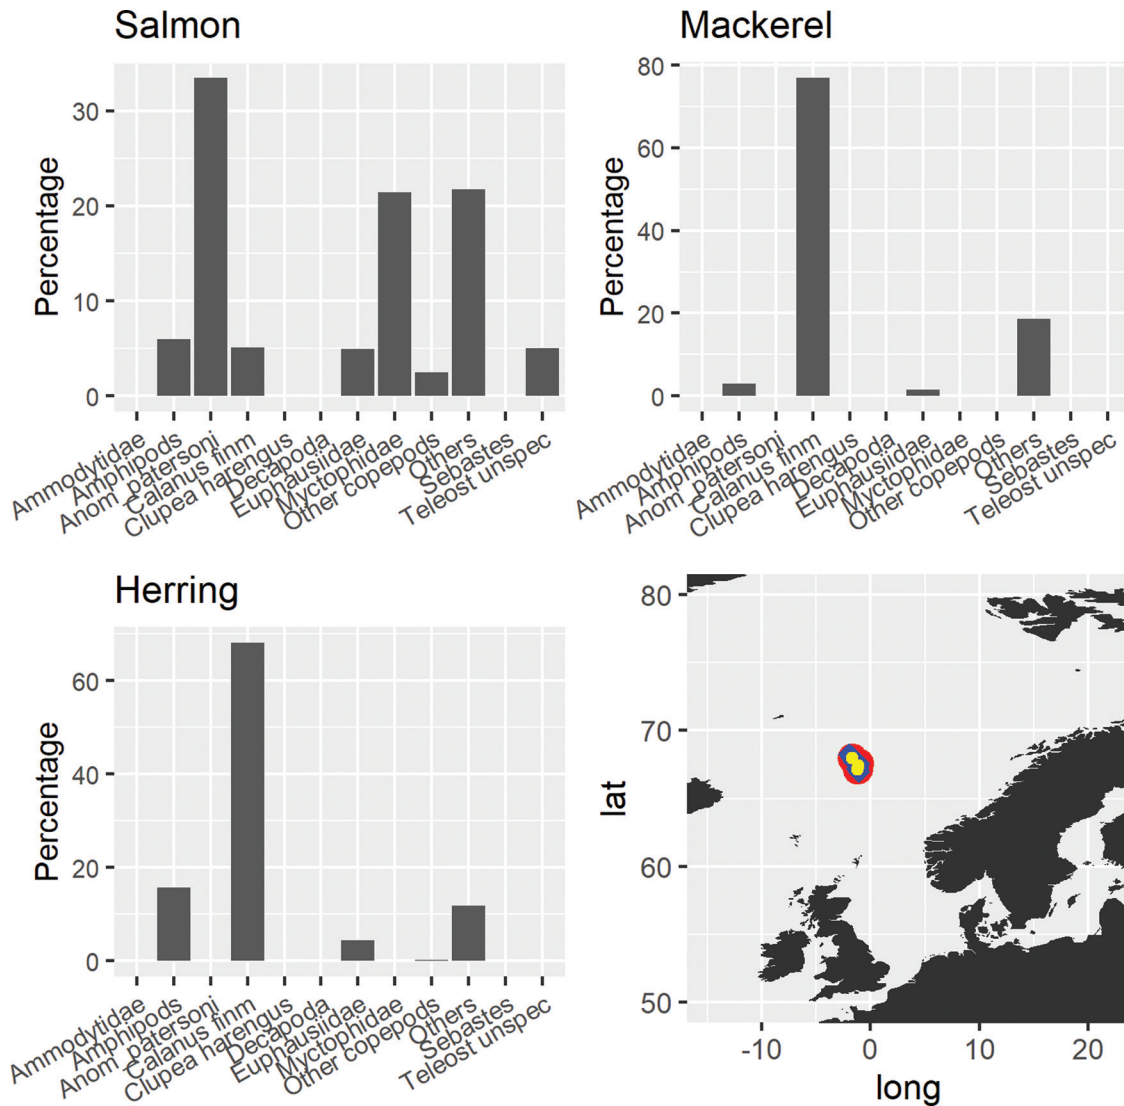 Salmon
Percentage
30
20
10
0
Ammodytidae
Amphipods
Anom_patersoni
Calanus finm
Clupea harengus
Decapoda
Euphausiidae
Myctophidae
Other copepods
Others
Sebastes
Teleost unspec
Mackerel
Percentage
80
60
40
20
0
Ammodytidae
Amphipods
Anom_patersoni
Calanus finm
Clupea harengus
Decapoda
Euphausiidae
Myctophidae
Other copepods
Others
Sebastes
Teleost unspec
Herring
Percentage
60
40
20
0
Ammodytidae
Amphipods
Anom_patersoni
Calanus finm
Clupea harengus
Decapoda
Euphausiidae
Myctophidae
Other copepods
Others
Sebastes
Teleost unspec
lat
80
70
60
50
-10 0 10 20
long